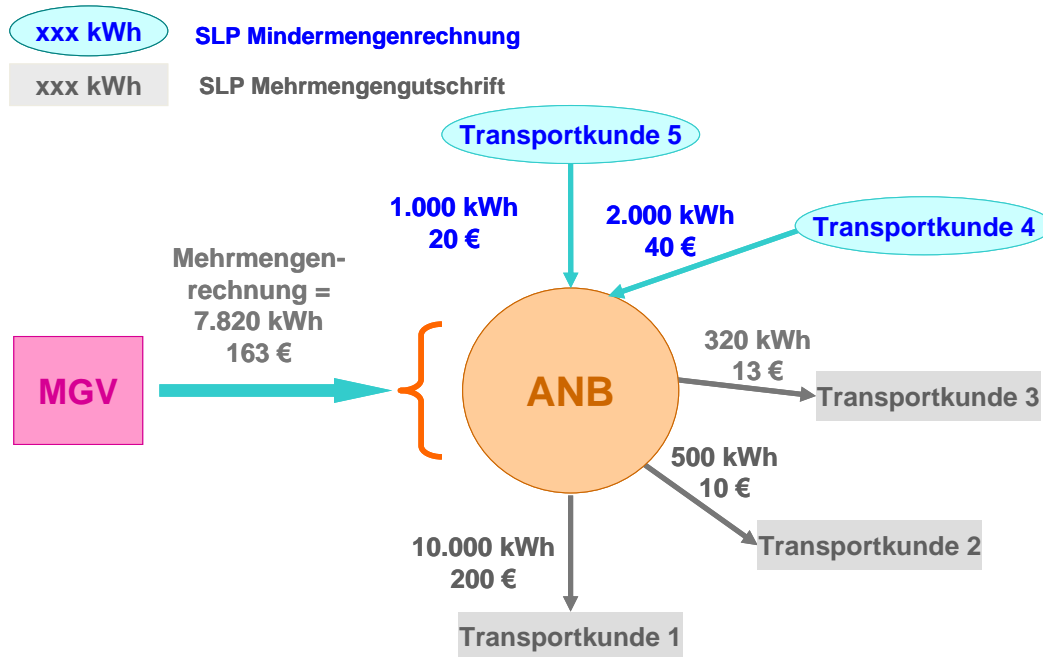 xxx kWh
SLP Mindermengenrechnung
xxx kWh
SLP Mehrmengengutschrift
Transportkunde 5
1.000 kWh
20 €
2.000 kWh
40 €
Transportkunde 4
Mehrmengen-
rechnung =
7.820 kWh
163 €
MGV
ANB
320 kWh
13 €
Transportkunde 3
500 kWh
10 €
Transportkunde 2
10.000 kWh
200 €
Transportkunde 1